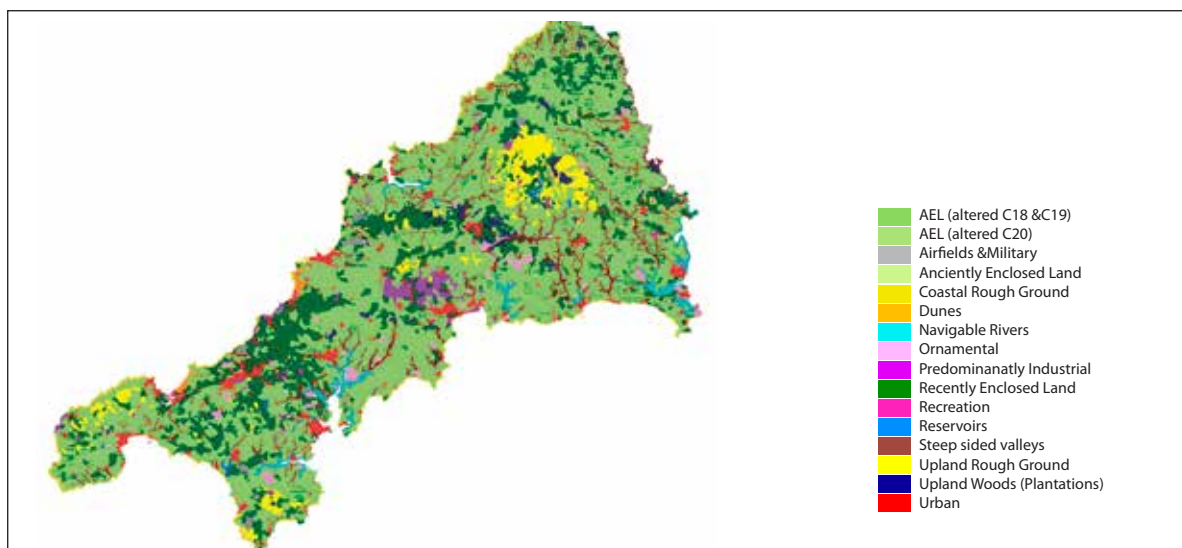 AEL (altered C18 &C19)
AEL (altered C20)
Airfields &Military
Anciently Enclosed Land
Coastal Rough Ground
Dunes
Navigable Rivers
Ornamental
Predominanatly Industrial
Recently Enclosed Land
Recreation
Reservoirs
Steep sided valleys
Upland Rough Ground
Upland Woods (Plantations)
Urban